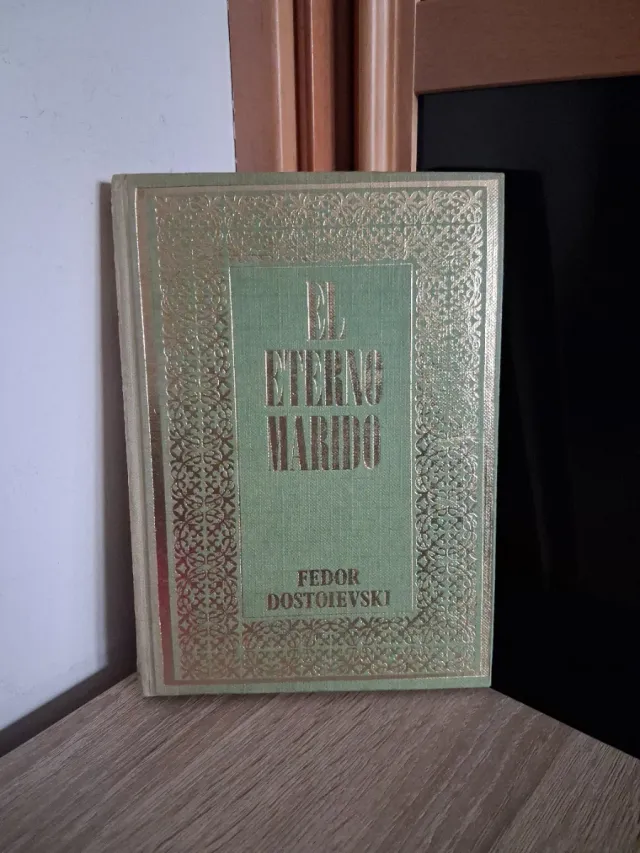 EL
ETERNO
MARIDO
FEDOR
DOSTOIEVSKI